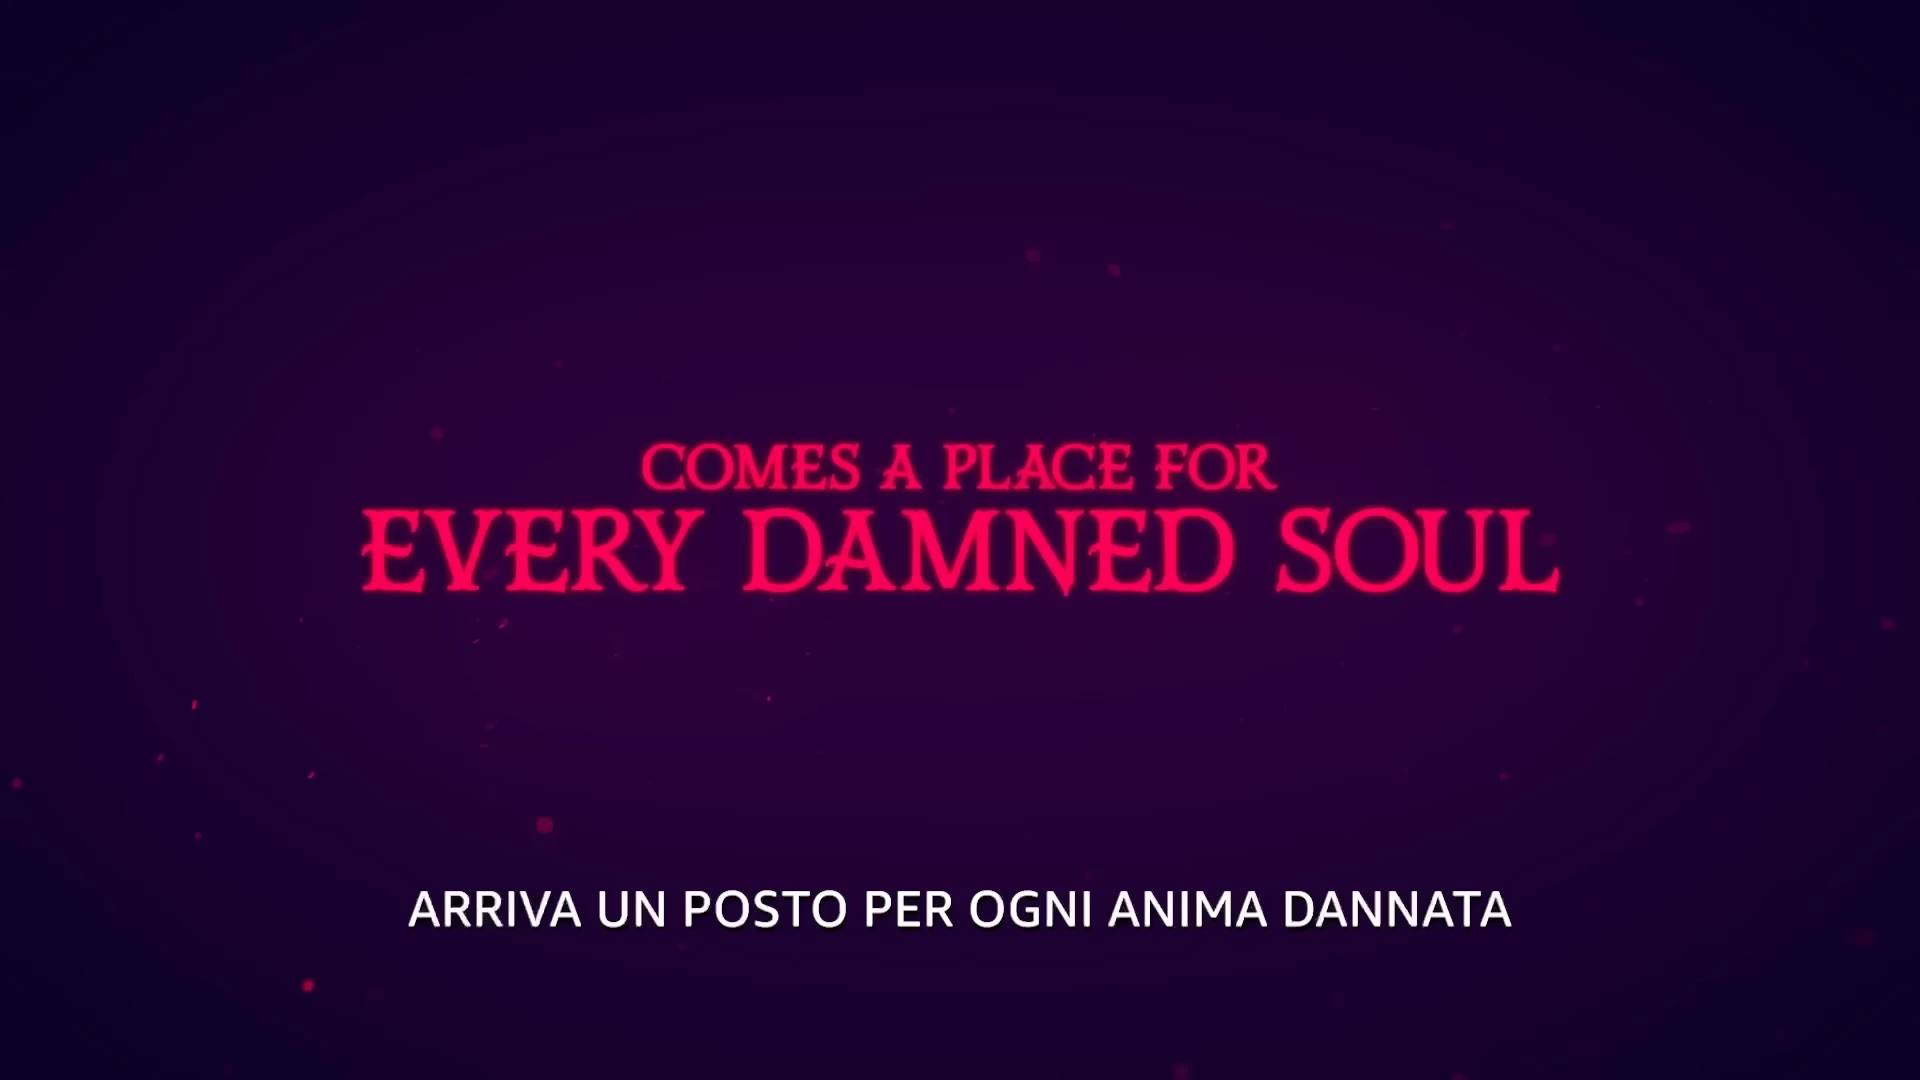 COMES A PLACE FOR
EVERY DAMNED SOUL
ARRIVA UN POSTO PER OGNI ANIMA DANNATA